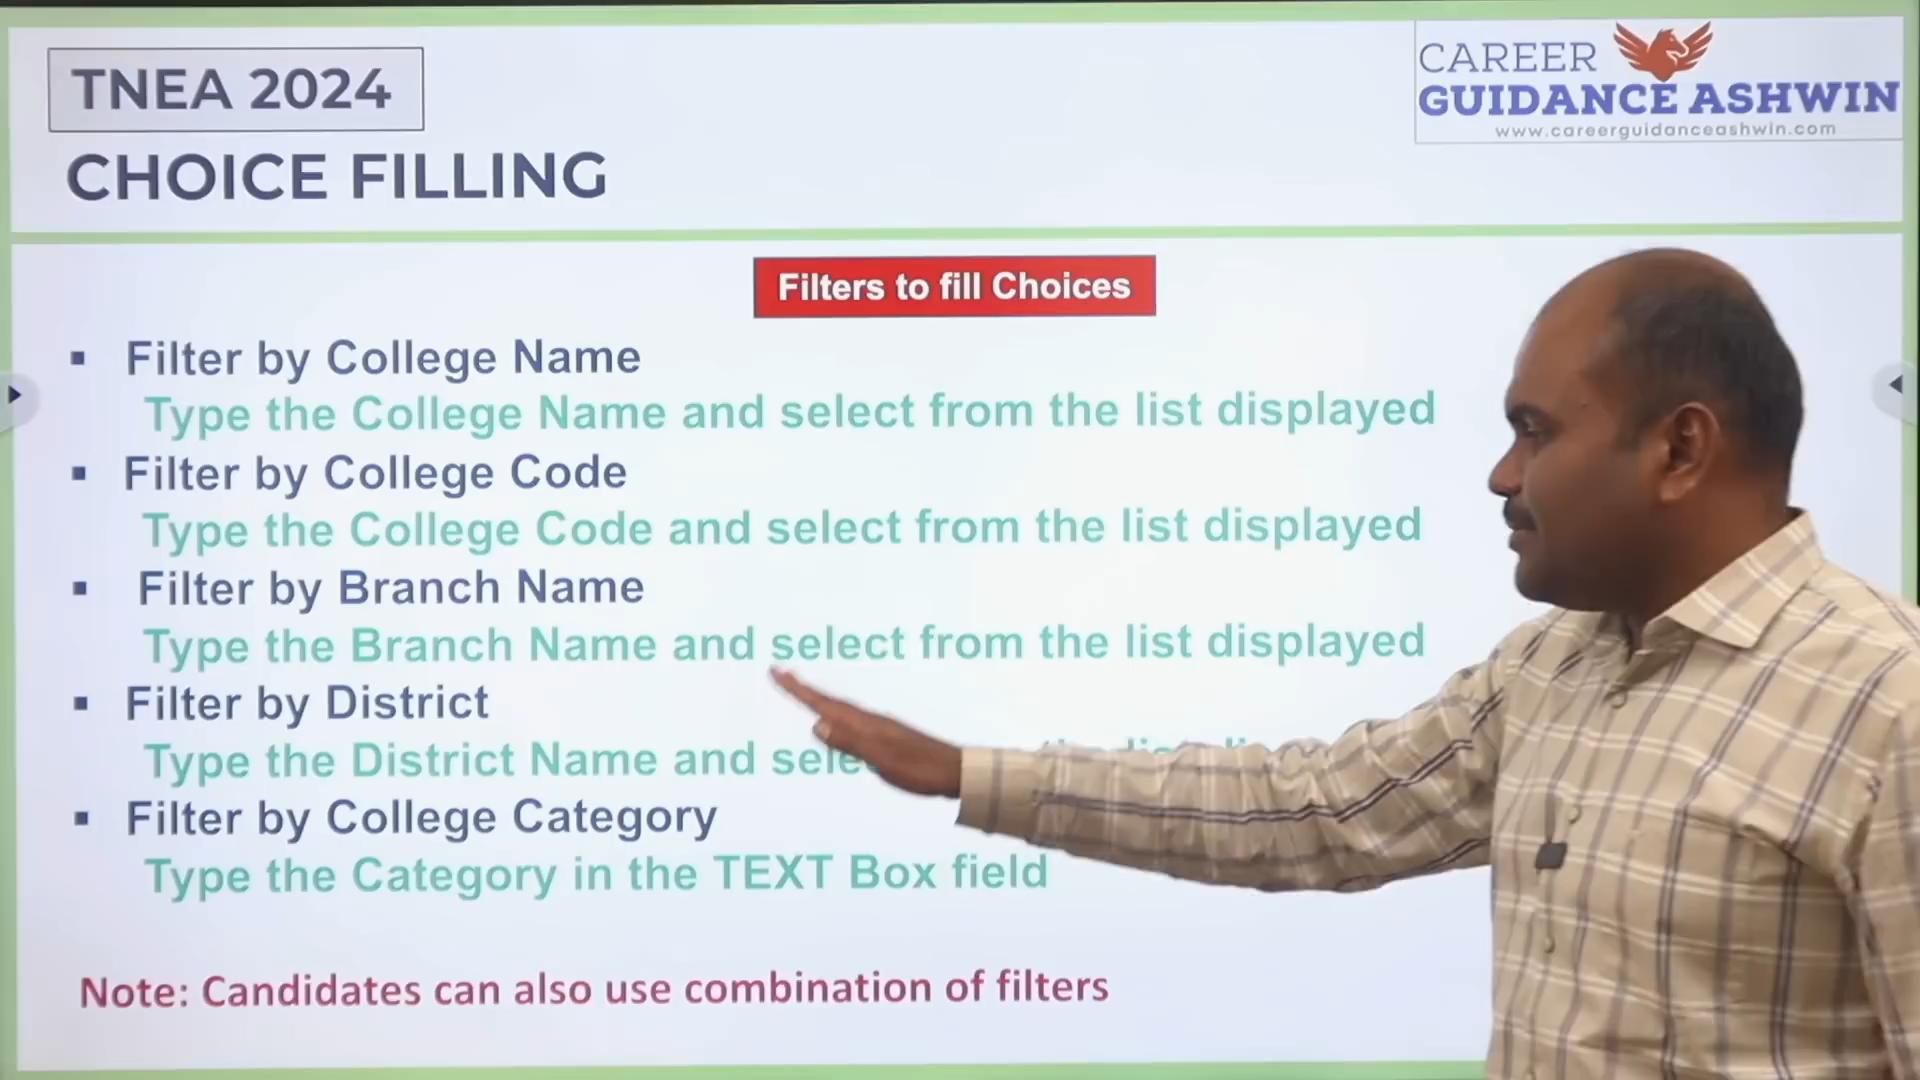 TNEA 2024
CAREER
GUIDANCE ASHWIN
www.careerguidanceashwin.com
CHOICE FILLING
Filters to fill Choices
▪ Filter by College Name
Type the College Name and select from the list displayed
▪ Filter by College Code
Type the College Code and select from the list displayed
▪ Filter by Branch Name
Type the Branch Name and select from the list displayed
▪ Filter by District
Type the District Name and
▪ Filter by College Category
Type the Category in the TEXT Box field
Note: Candidates can also use combination of filters